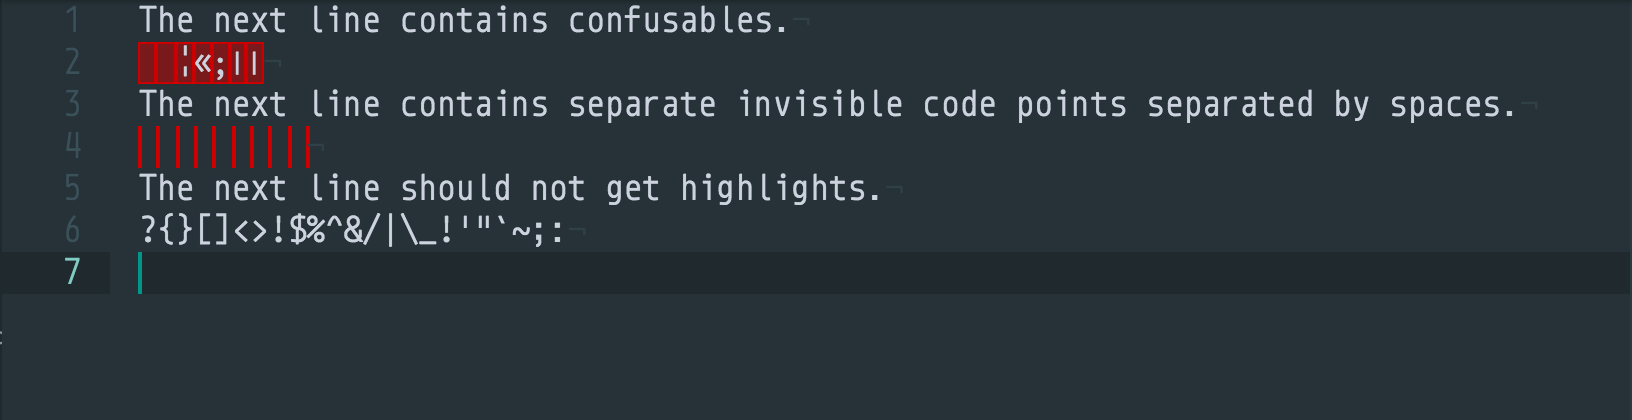 1 The next line contains confusables.¬
2 ¦«;||¬
3 The next line contains separate invisible code points separated by spaces.¬
4 ¬
5 The next line should not get highlights.¬
6 ?{}[]<>!$%^&/|\_!'"`~;:¬
7